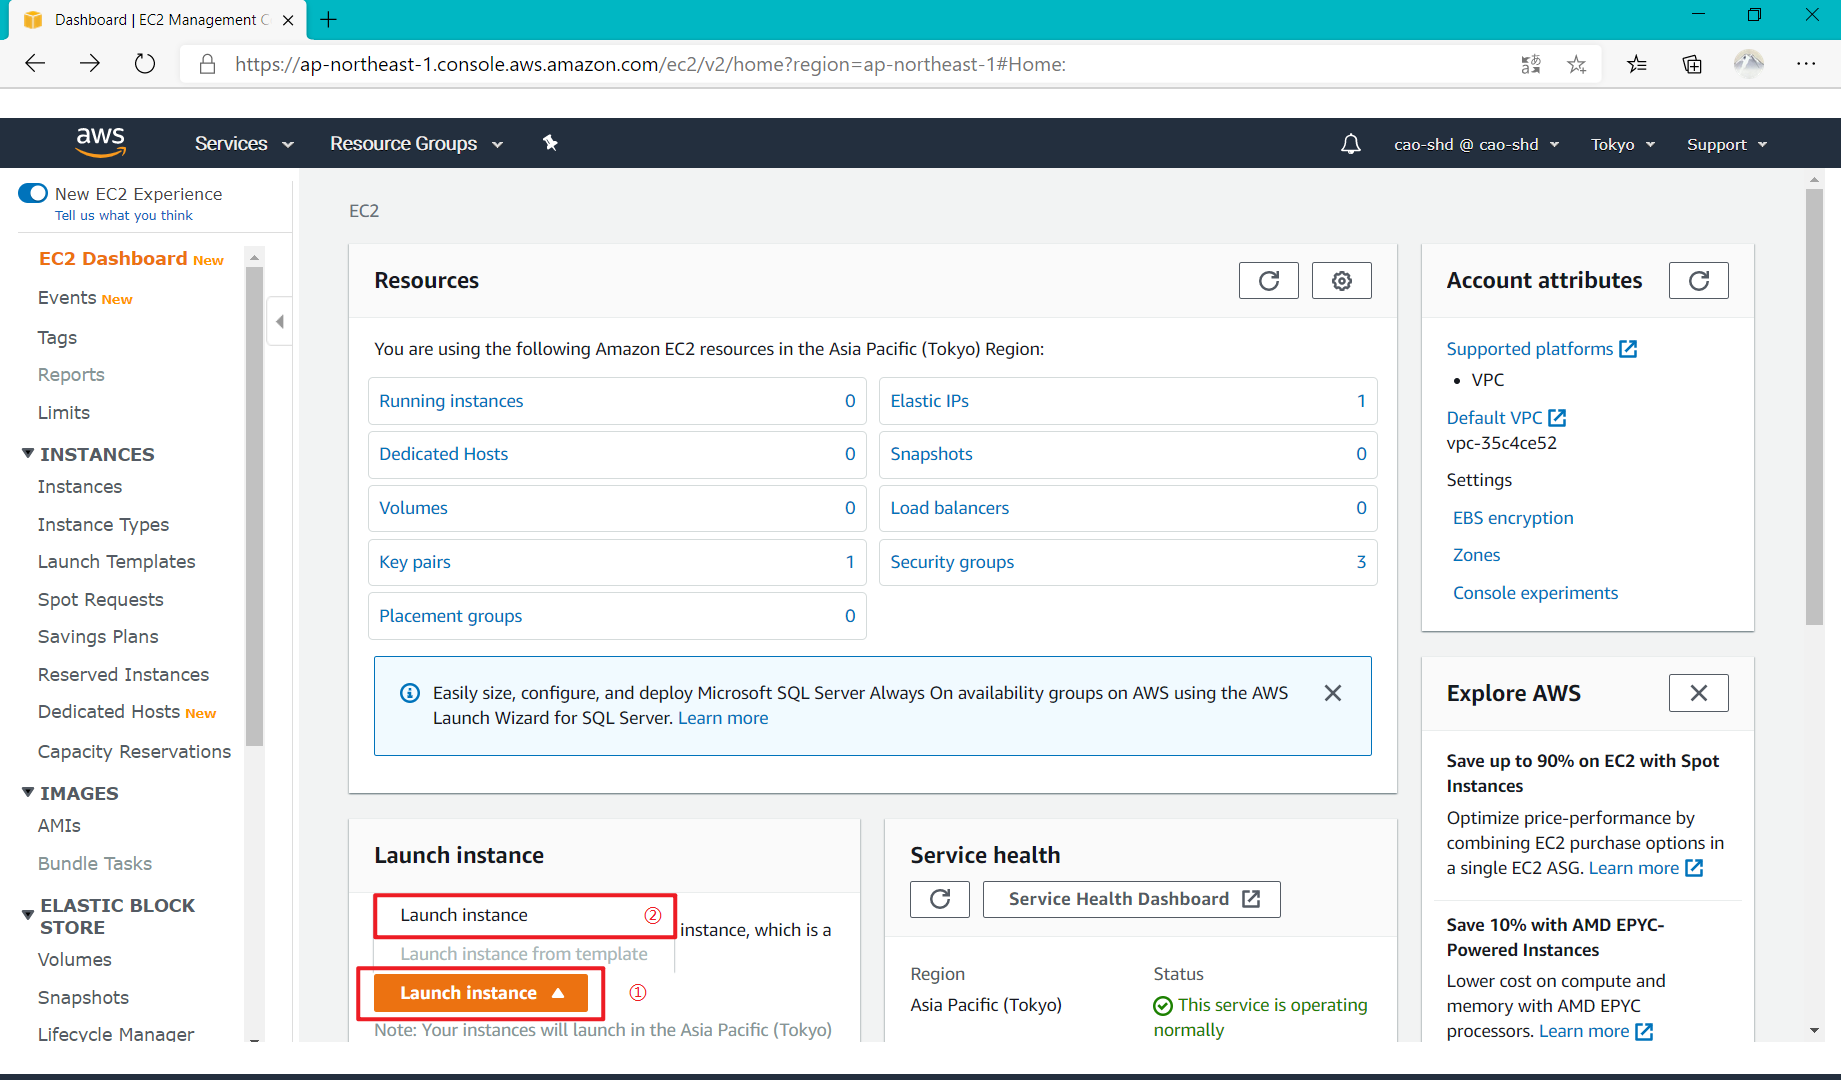 Dashboard | EC2 Management C
https://ap-northeast-1.console.aws.amazon.com/ec2/v2/home?region=ap-northeast-1#Home:
aws
Services
Resource Groups
cao-shd @ cao-shd
Tokyo
Support
New EC2 Experience
Tell us what you think
EC2 Dashboard New
Events New
Tags
Reports
Limits
INSTANCES
Instances
Instance Types
Launch Templates
Spot Requests
Savings Plans
Reserved Instances
Dedicated Hosts New
Capacity Reservations
IMAGES
AMIs
Bundle Tasks
ELASTIC BLOCK
STORE
Volumes
Snapshots
Lifecycle Manager
EC2
Resources
You are using the following Amazon EC2 resources in the Asia Pacific (Tokyo) Region:
Running instances 0
Elastic IPs 1
Dedicated Hosts 0
Snapshots 0
Volumes 0
Load balancers 0
Key pairs 1
Security groups 3
Placement groups 0
Easily size, configure, and deploy Microsoft SQL Server Always On availability groups on AWS using the AWS
Launch Wizard for SQL Server. Learn more
Launch instance
Launch instance ②
instance, which is a
Launch instance from template
Launch instance ①
Note: Your instances will launch in the Asia Pacific (Tokyo)
Service health
Service Health Dashboard
Region
Status
Asia Pacific (Tokyo)
This service is operating
normally
Account attributes
Supported platforms
• VPC
Default VPC
vpc-35c4ce52
Settings
EBS encryption
Zones
Console experiments
Explore AWS
Save up to 90% on EC2 with Spot
Instances
Optimize price-performance by
combining EC2 purchase options in
a single EC2 ASG. Learn more
Save 10% with AMD EPYC-
Powered Instances
Lower cost on compute and
memory with AMD EPYC
processors. Learn more